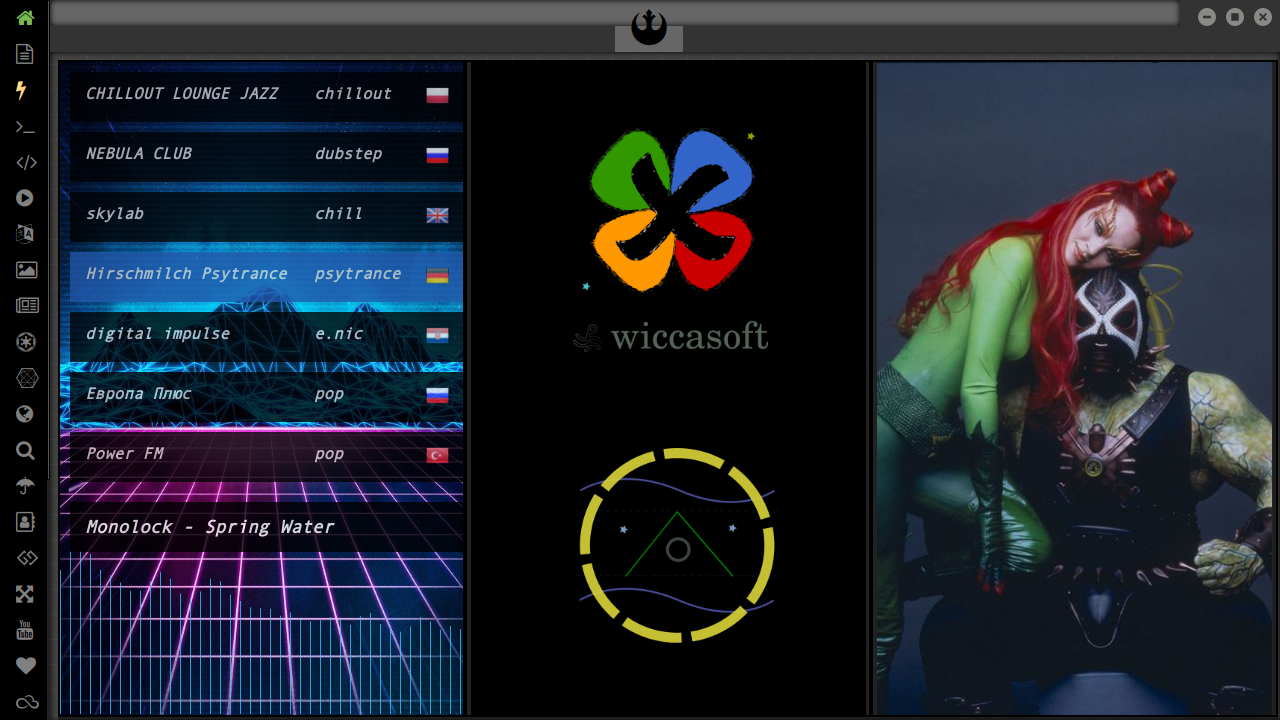 CHILLOUT LOUNGE JAZZ chillout
NEBULA CLUB dubstep
skylab chill
Hirschmilch Psytrance psytrance
digital impulse e.nic
Европа Плюс pop
Power FM pop
Monolock - Spring Water
wiccasoft
You
Tube